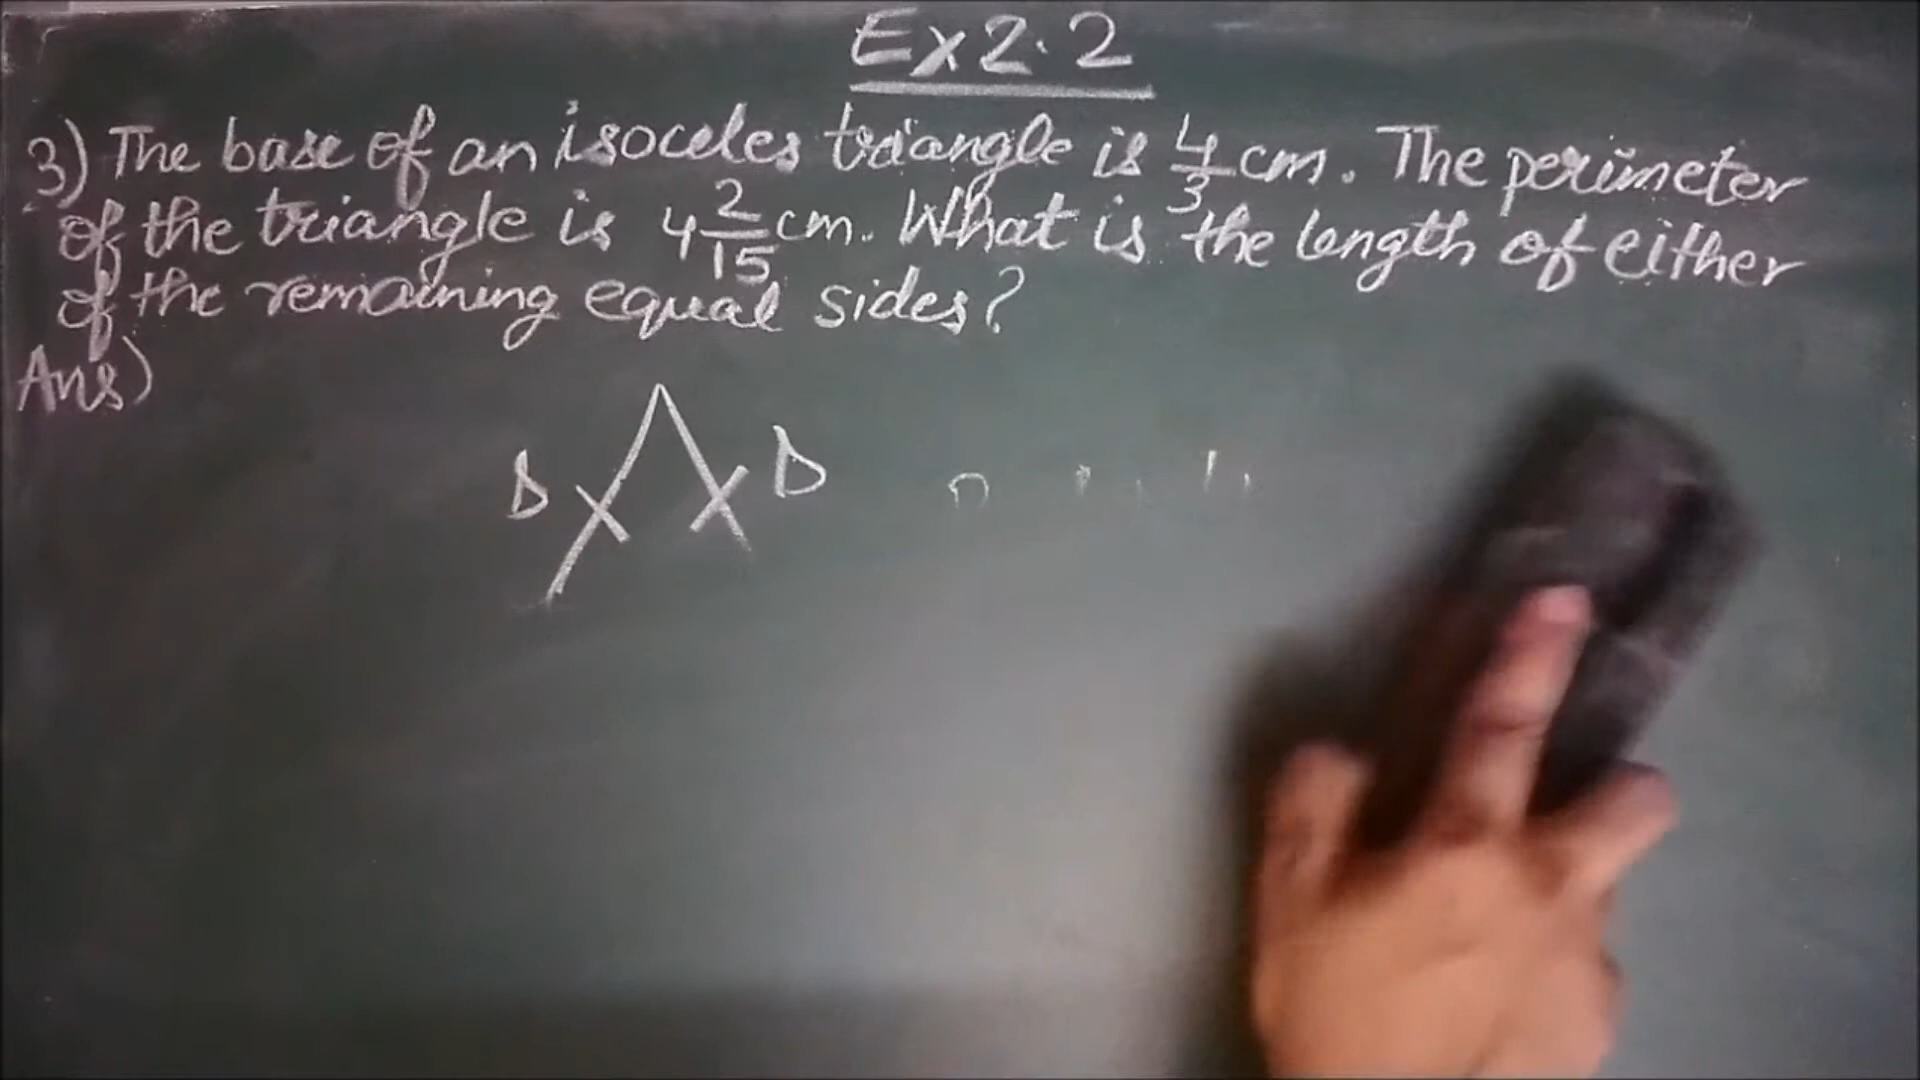 Ex 2.2
3) The base of an isoceles triangle is 4/3 cm. The perimeter
of the triangle is 4 2/15 cm. What is the length of either
of the remaining equal sides?
Ans)